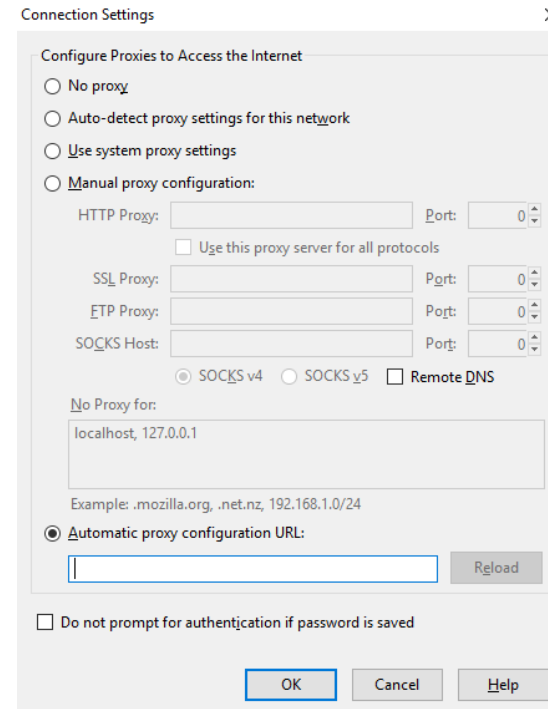 Connection Settings
Configure Proxies to Access the Internet
No proxy
Auto-detect proxy settings for this network
Use system proxy settings
Manual proxy configuration:
HTTP Proxy: Port: 0
Use this proxy server for all protocols
SSL Proxy: Port: 0
FTP Proxy: Port: 0
SOCKS Host: Port: 0
SOCKS v4 SOCKS v5 Remote DNS
No Proxy for:
localhost, 127.0.0.1
Example: .mozilla.org, .net.nz, 192.168.1.0/24
Automatic proxy configuration URL:
Reload
Do not prompt for authentication if password is saved
OK Cancel Help